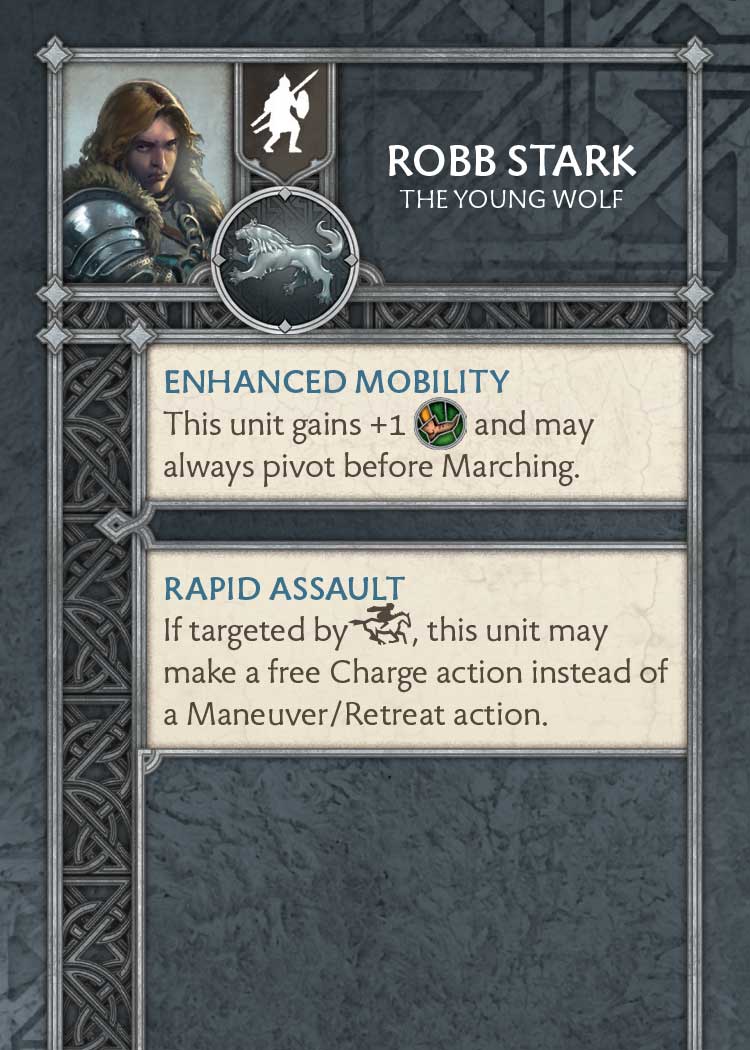 ROBB STARK
THE YOUNG WOLF
ENHANCED MOBILITY
This unit gains +1 and may
always pivot before Marching.
RAPID ASSAULT
If targeted by , this unit may
make a free Charge action instead of
a Maneuver/Retreat action.